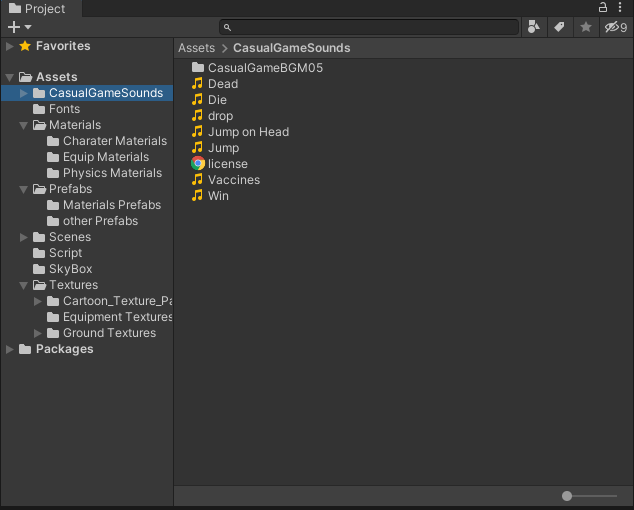 Project
9
Favorites
Assets
CasualGameSounds
Fonts
Materials
Charater Materials
Equip Materials
Physics Materials
Prefabs
Materials Prefabs
other Prefabs
Scenes
Script
SkyBox
Textures
Cartoon_Texture_Pa
Equipment Textures
Ground Textures
Packages
Assets > CasualGameSounds
CasualGameBGM05
Dead
Die
drop
Jump on Head
Jump
license
Vaccines
Win